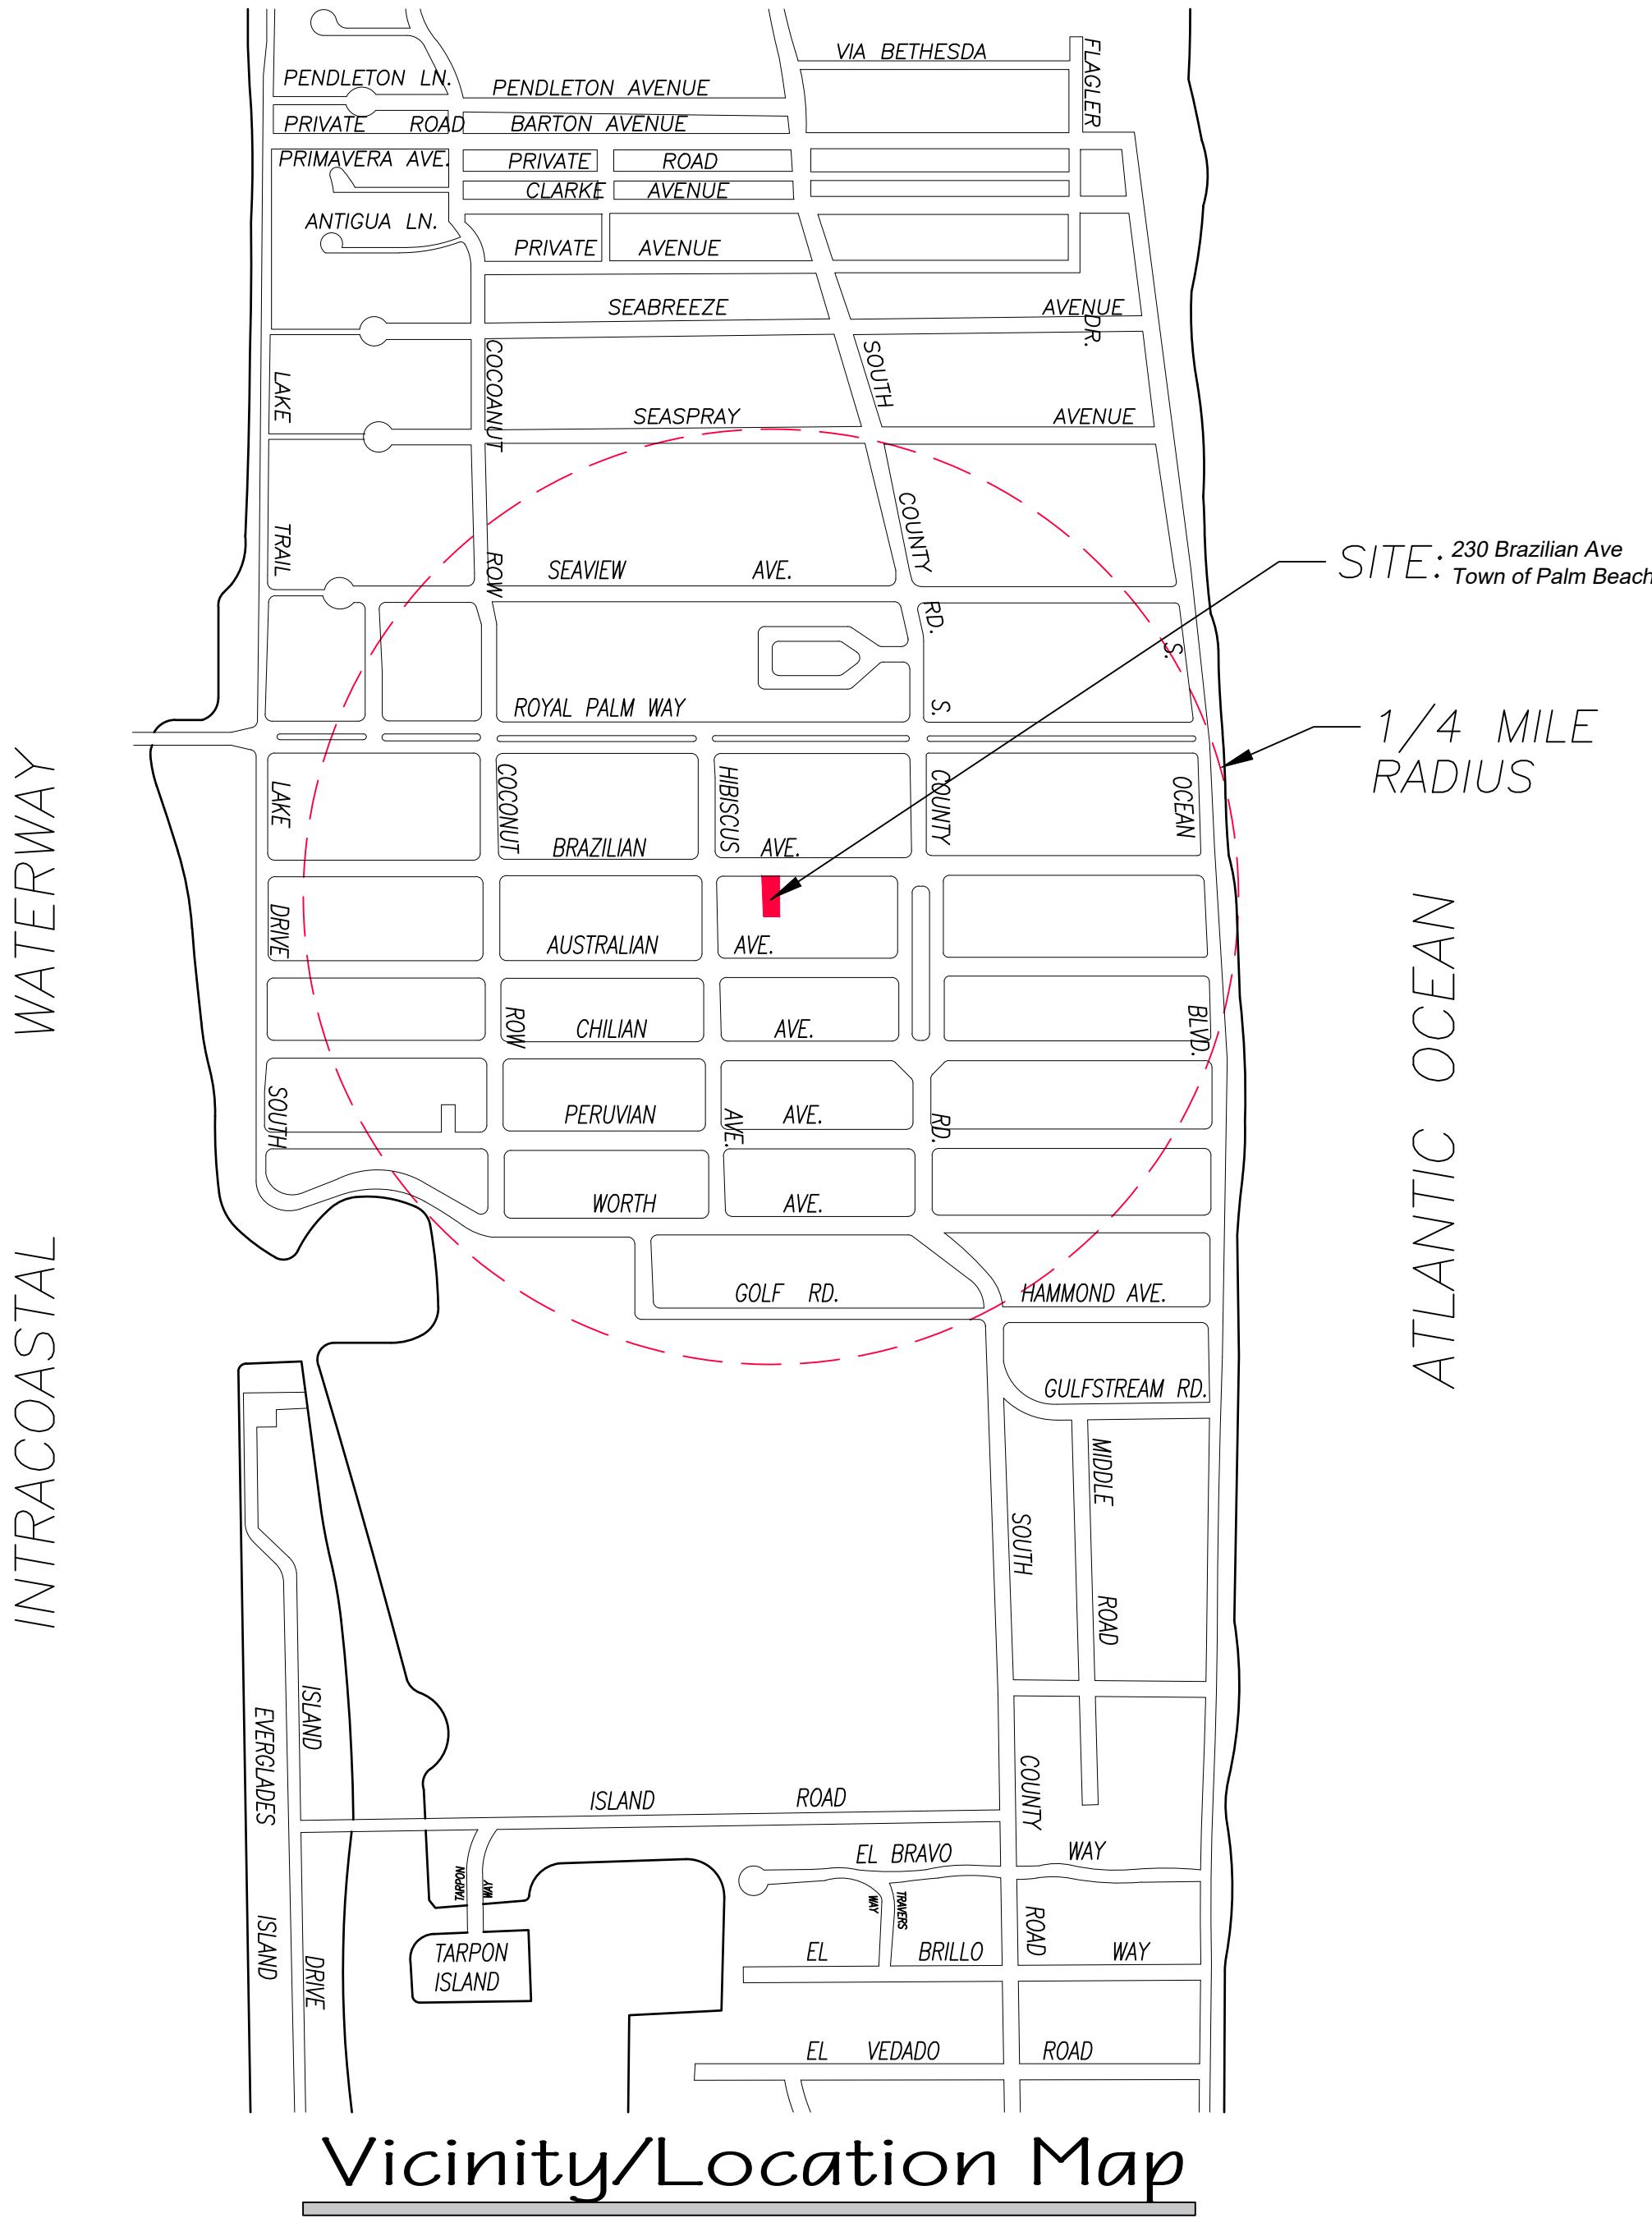 VIA BETHESDA
FLAGLER
PENDLETON LN.
PENDLETON AVENUE
PRIVATE ROAD
BARTON AVENUE
PRIMAVERA AVE.
PRIVATE ROAD
CLARKE AVENUE
ANTIGUA LN.
PRIVATE AVENUE
SEABREEZE AVENUE
DR.
LAKE
COCOANUT
SOUTH
SEASPRAY AVENUE
TRAIL
ROW
COUNTY
SEAVIEW AVE.
SITE: 230 Brazilian Ave
Town of Palm Beach
RD.
S.
ROYAL PALM WAY
S.
1/4 MILE
RADIUS
LAKE
COCONUT
HIBISCUS
COUNTY
OCEAN
BRAZILIAN AVE.
DRIVE
AUSTRALIAN AVE.
ROW
CHILIAN AVE.
BLVD.
SOUTH
PERUVIAN AVE.
AVE.
RD.
WORTH AVE.
GOLF RD.
HAMMOND AVE.
GULFSTREAM RD.
MIDDLE
SOUTH
ROAD
INTRACOASTAL WATERWAY
ATLANTIC OCEAN
ISLAND
EVERGLADES
COUNTY
ISLAND ROAD
EL BRAVO WAY
TARPON
WAY
WAY
TRAVERS
ISLAND
DRIVE
ROAD
TARPON
ISLAND
EL BRILLO WAY
EL VEDADO ROAD
Vicinity/Location Map